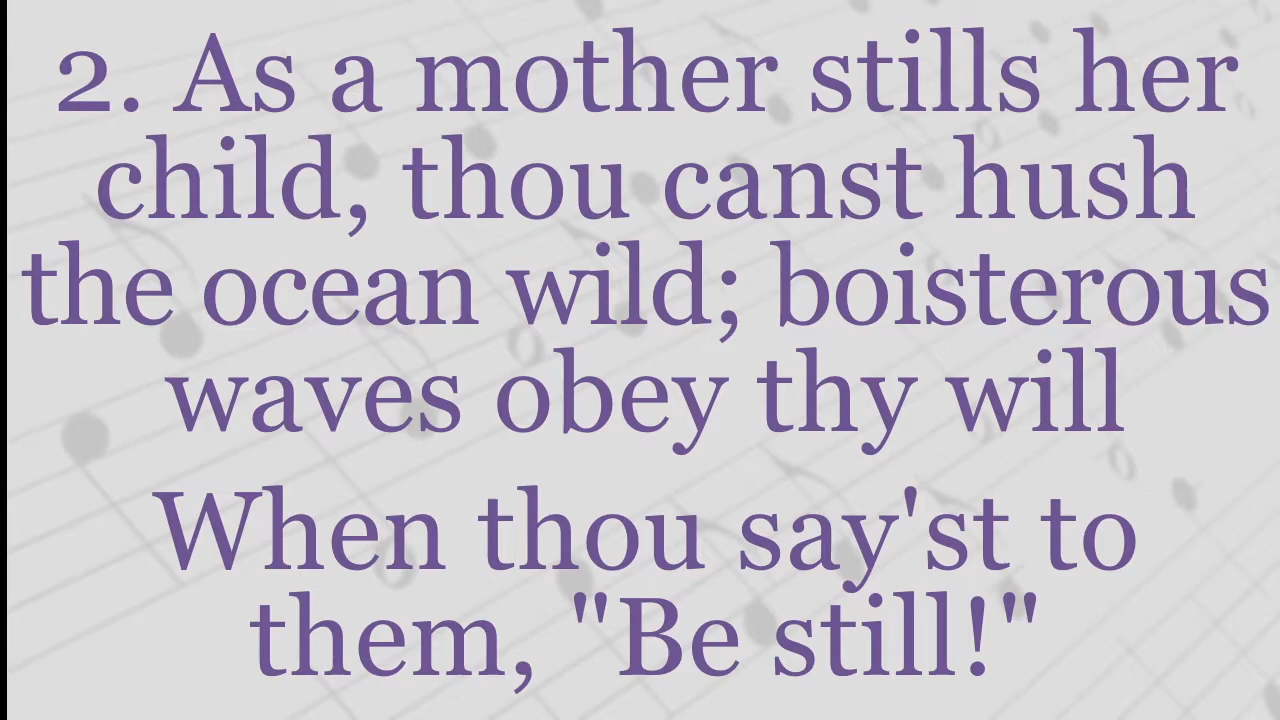 2. As a mother stills her
child, thou canst hush
the ocean wild; boisterous
waves obey thy will
When thou say'st to
them, "Be still!"